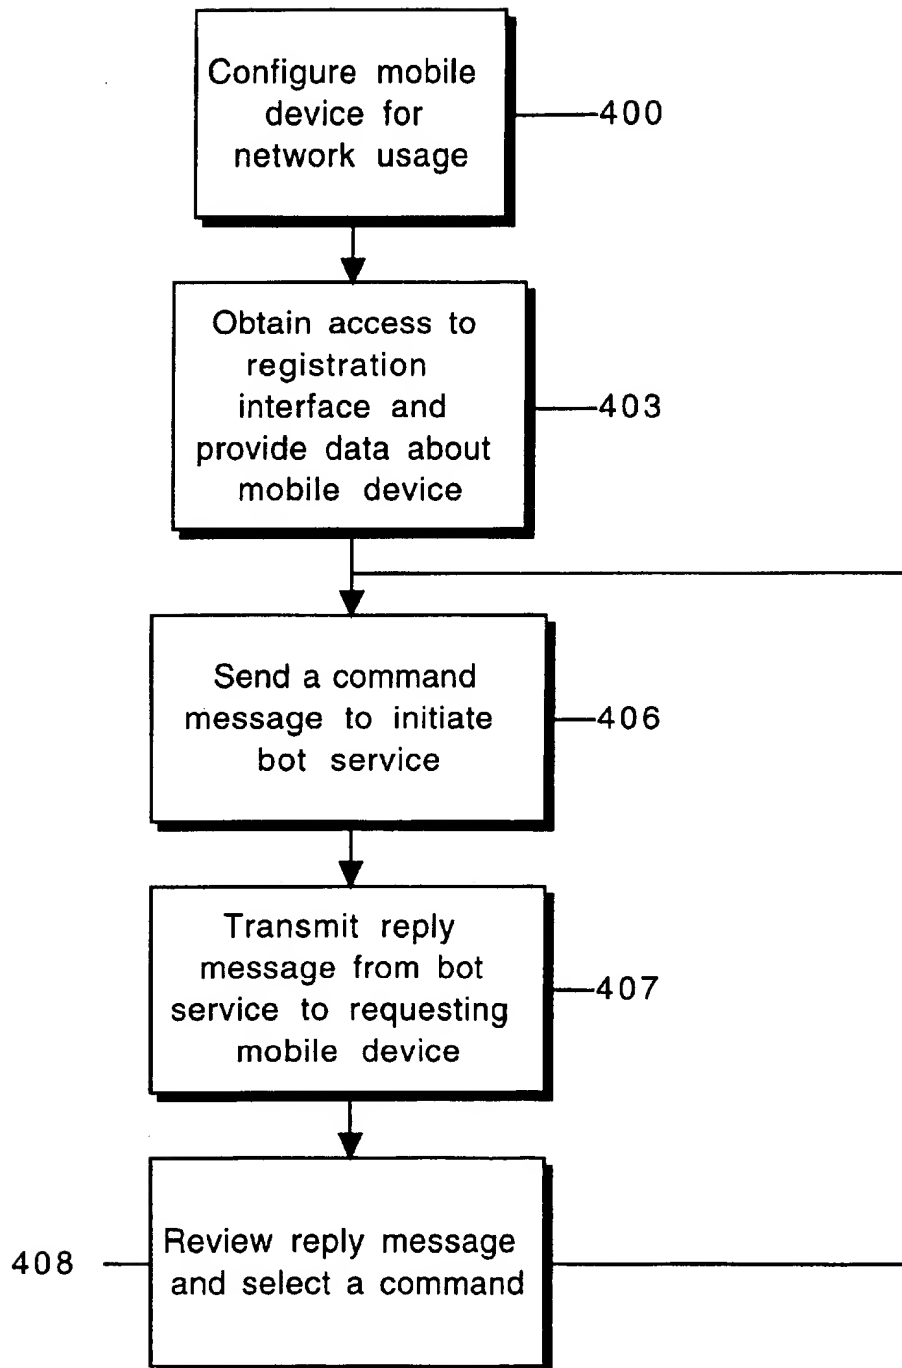 Configure mobile
device for
network usage
400
Obtain access to
registration
interface and
provide data about
mobile device
403
Send a command
message to initiate
bot service
406
Transmit reply
message from bot
service to requesting
mobile device
407
Review reply message
and select a command
408